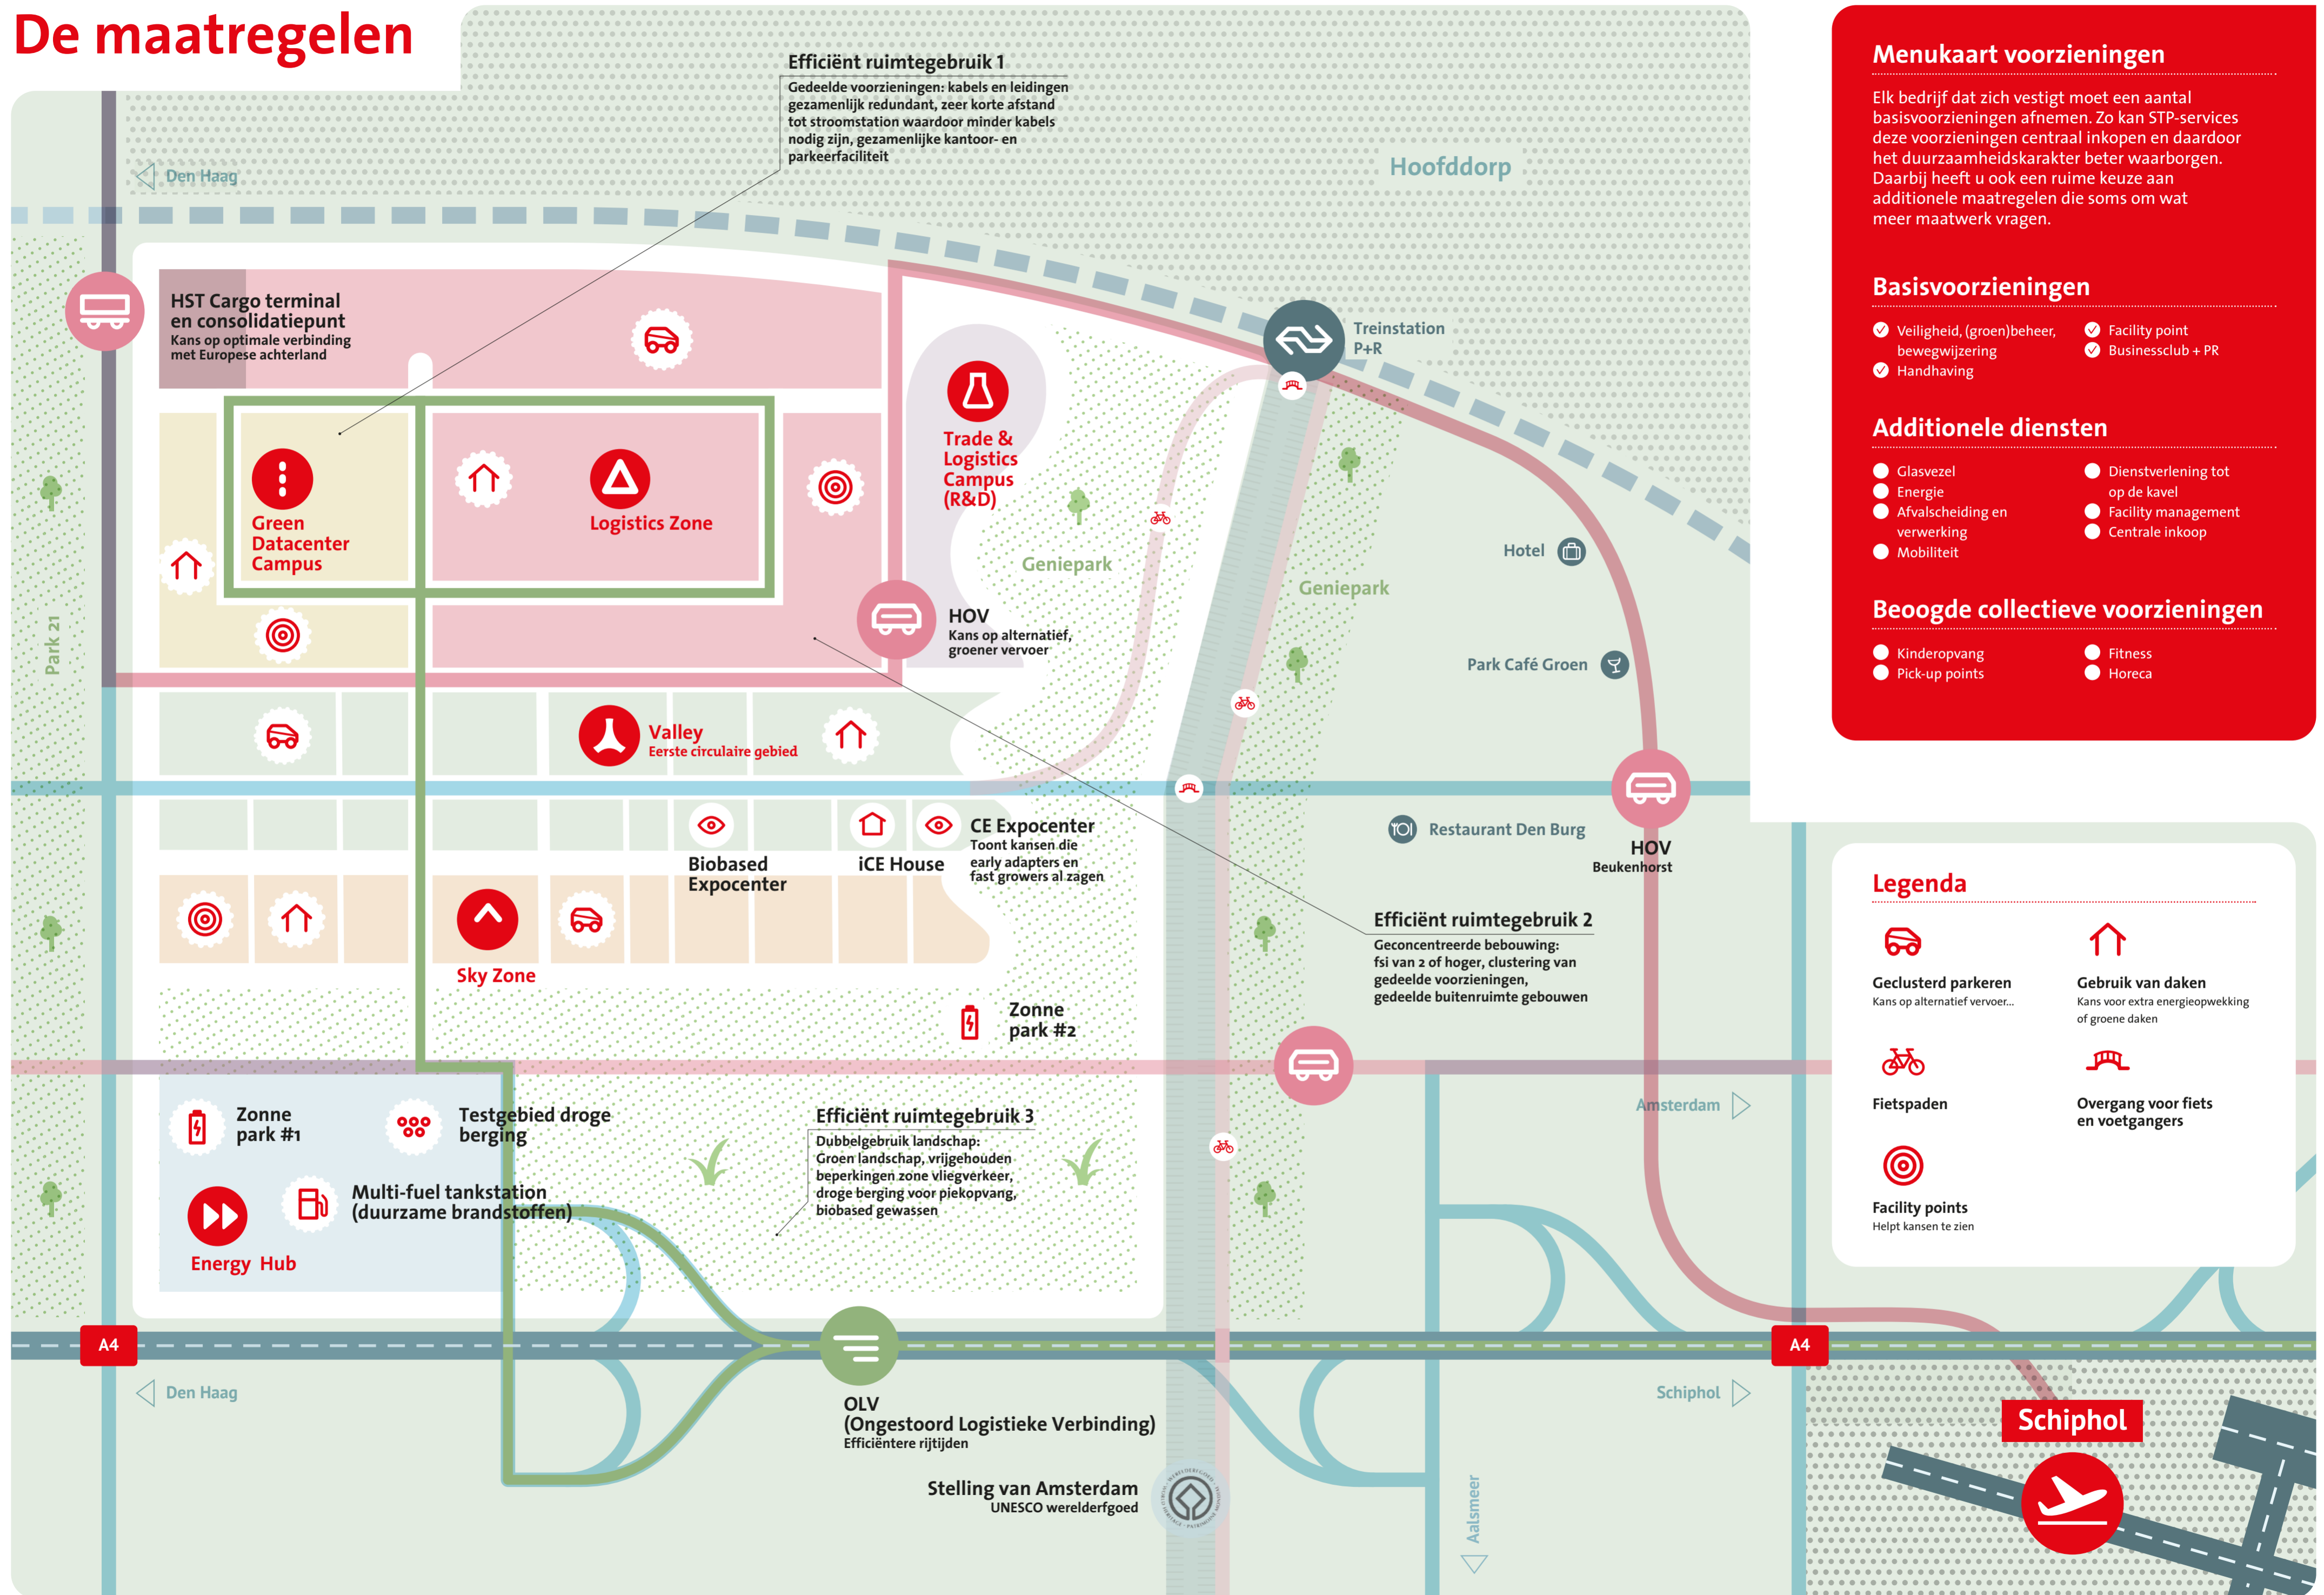 De maatregelen
Efficiënt ruimtegebruik 1
Gedeelde voorzieningen: kabels en leidingen
gezamenlijk redundant, zeer korte afstand
tot stroomstation waardoor minder kabels
nodig zijn, gezamenlijke kantoor- en
parkeerfaciliteit
Hoofddorp
Den Haag
HST Cargo terminal
en consolidatiepunt
Kans op optimale verbinding
met Europese achterland
Treinstation
P+R
Trade &
Logistics
Campus
(R&D)
Green
Datacenter
Campus
Logistics Zone
Geniepark
Geniepark
Hotel
Park 21
HOV
Kans op alternatief,
groener vervoer
Park Café Groen
Valley
Eerste circulaire gebied
Biobased
Expocenter
iCE House
CE Expocenter
Toont kansen die
early adapters en
fast growers al zagen
Restaurant Den Burg
HOV
Beukenhorst
Sky Zone
Efficiënt ruimtegebruik 2
Geconcentreerde bebouwing:
fsi van 2 of hoger, clustering van
gedeelde voorzieningen,
gedeelde buitenruimte gebouwen
Zonne
park #2
Zonne
park #1
Testgebied droge
berging
Efficiënt ruimtegebruik 3
Dubbelgebruik landschap:
Groen landschap, vrijgehouden
beperkingen zone vliegverkeer,
droge berging voor piekopvang,
biobased gewassen
Amsterdam
Multi-fuel tankstation
(duurzame brandstoffen)
Energy Hub
A4
A4
Den Haag
OLV
(Ongestoord Logistieke Verbinding)
Efficiëntere rijtijden
Schiphol
Schiphol
Stelling van Amsterdam
UNESCO werelderfgoed
Aalsmeer
Menukaart voorzieningen
Elk bedrijf dat zich vestigt moet een aantal
basisvoorzieningen afnemen. Zo kan STP-services
deze voorzieningen centraal inkopen en daardoor
het duurzaamheidskarakter beter waarborgen.
Daarbij heeft u ook een ruime keuze aan
additionele maatregelen die soms om wat
meer maatwerk vragen.
Basisvoorzieningen
Veiligheid, (groen)beheer,
bewegwijzering
Handhaving
Facility point
Businessclub + PR
Additionele diensten
Glasvezel
Energie
Afvalscheiding en
verwerking
Mobiliteit
Dienstverlening tot
op de kavel
Facility management
Centrale inkoop
Beoogde collectieve voorzieningen
Kinderopvang
Pick-up points
Fitness
Horeca
Legenda
Geclusterd parkeren
Kans op alternatief vervoer...
Gebruik van daken
Kans voor extra energieopwekking
of groene daken
Fietspaden
Overgang voor fiets
en voetgangers
Facility points
Helpt kansen te zien